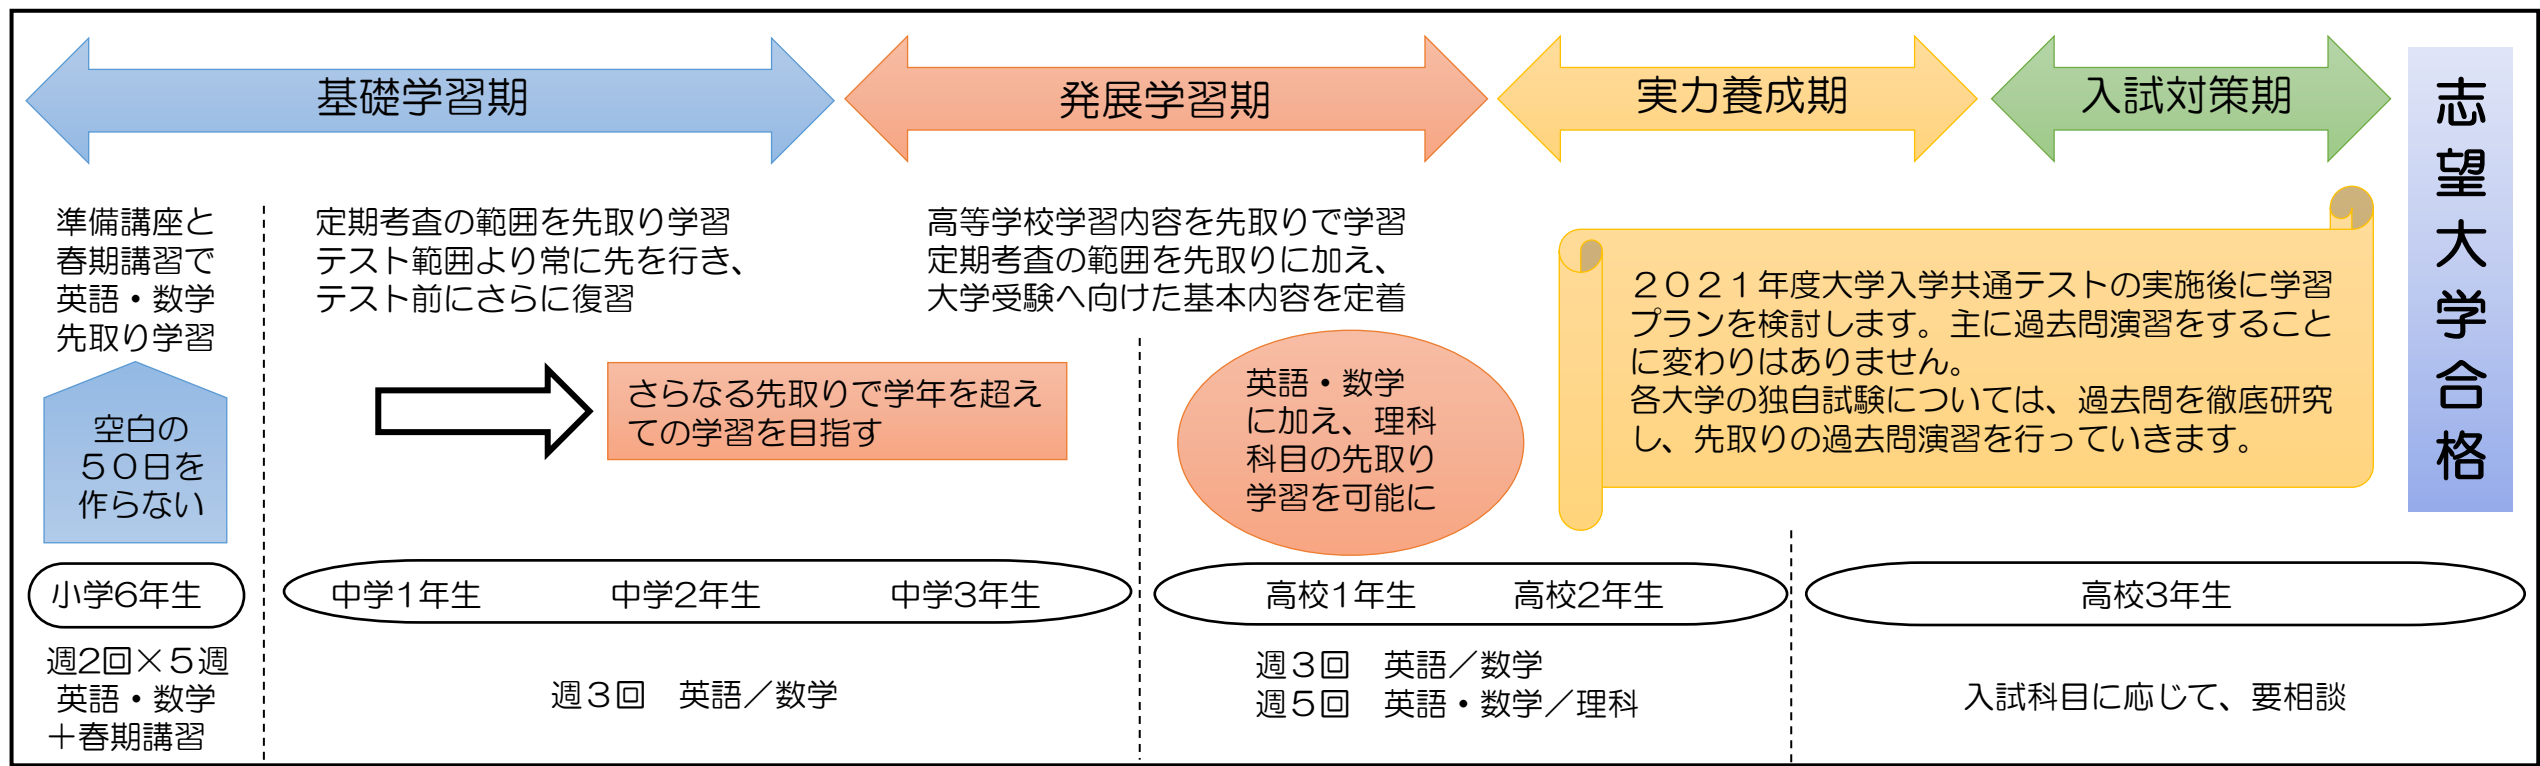 基礎学習期
発展学習期
実力養成期
入試対策期
志望大学合格
準備講座と
春期講習で
英語・数学
先取り学習
定期考査の範囲を先取り学習
テスト範囲より常に先を行き、
テスト前にさらに復習
高等学校学習内容を先取りで学習
定期考査の範囲を先取りに加え、
大学受験へ向けた基本内容を定着
２０２１年度大学入学共通テストの実施後に学習
プランを検討します。主に過去問演習をすること
に変わりはありません。
各大学の独自試験については、過去問を徹底研究
し、先取りの過去問演習を行っていきます。
空白の
５０日を
作らない
さらなる先取りで学年を超え
ての学習を目指す
英語・数学
に加え、理科
科目の先取り
学習を可能に
小学6年生
中学1年生
中学2年生
中学3年生
高校1年生
高校2年生
高校3年生
週2回×５週
英語・数学
＋春期講習
週３回　英語／数学
週３回　英語／数学
週５回　英語・数学／理科
入試科目に応じて、要相談